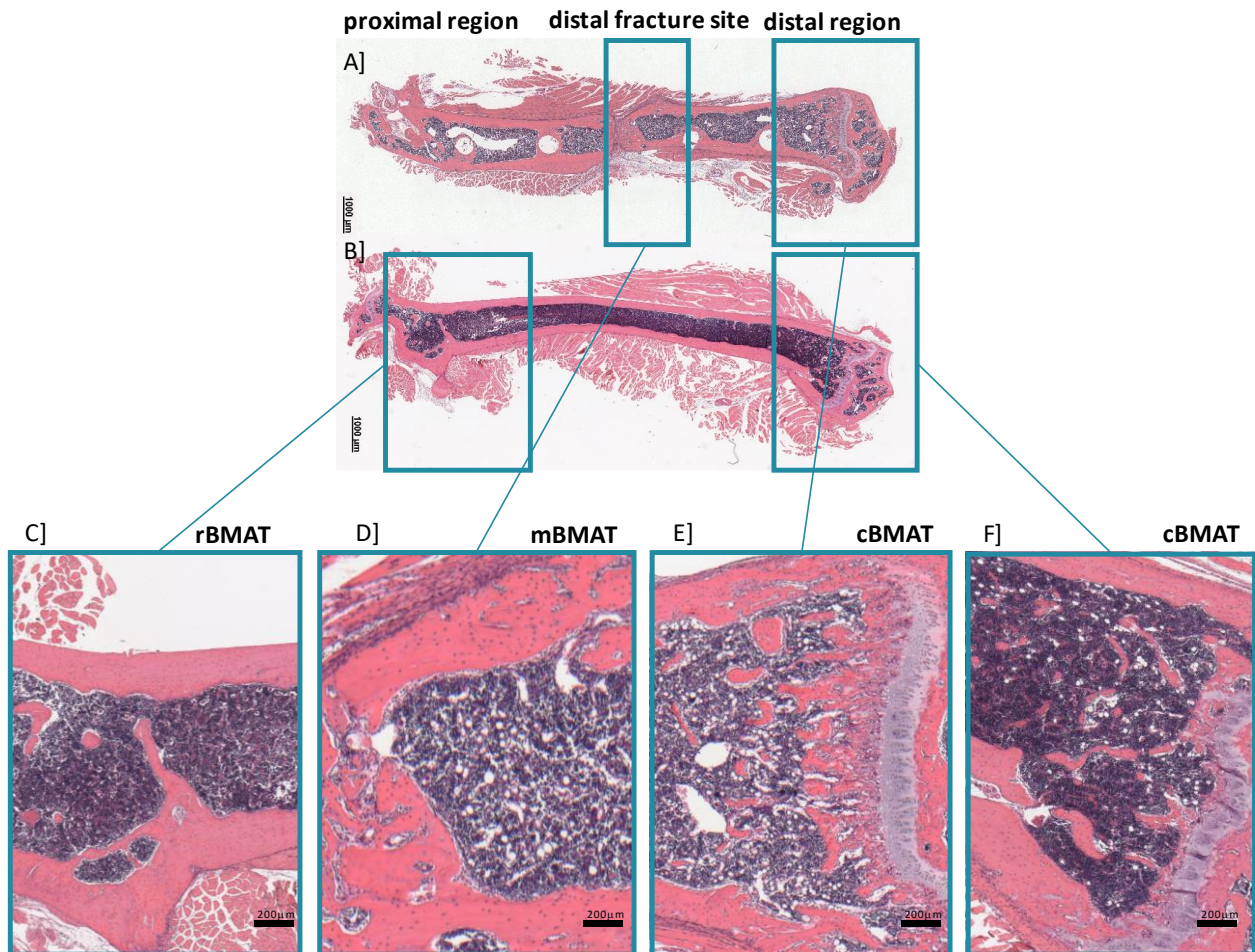 proximal region distal fracture site distal region
A]
1000 µm
B]
1000 µm
C] rBMAT D] mBMAT E] cBMAT F] cBMAT
200µm 200µm 200µm 200µm